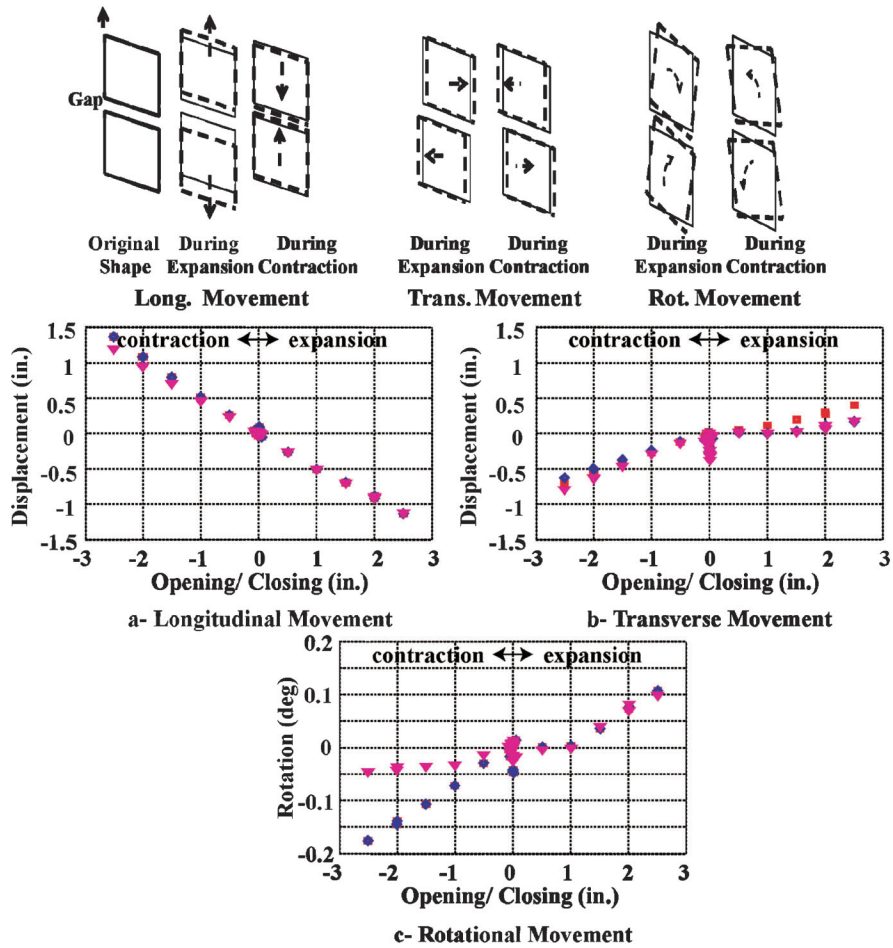 Gap
Original During During During During During During
Shape Expansion Contraction Expansion Contraction Expansion Contraction
Long. Movement Trans. Movement Rot. Movement
1.5
1
0.5
0
-0.5
-1
-1.5
Displacement (in.)
contraction expansion
-3 -2 -1 0 1 2 3
Opening/ Closing (in.)
a- Longitudinal Movement
1.5
1
0.5
0
-0.5
-1
-1.5
Displacement (in.)
contraction expansion
-3 -2 -1 0 1 2 3
Opening/ Closing (in.)
b- Transverse Movement
0.2
0.1
0
-0.1
-0.2
Rotation (deg)
contraction expansion
-3 -2 -1 0 1 2 3
Opening/ Closing (in.)
c- Rotational Movement